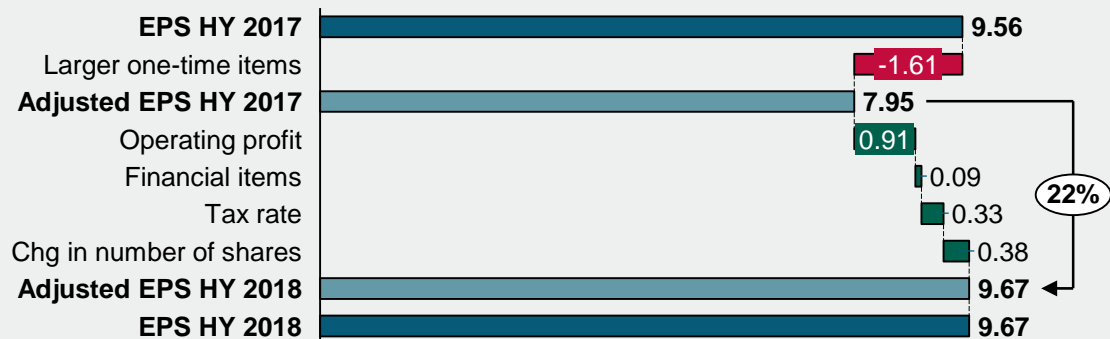 EPS HY 2017 9.56
Larger one-time items -1.61
Adjusted EPS HY 2017 7.95
Operating profit 0.91
Financial items 0.09
22%
Tax rate 0.33
Chg in number of shares 0.38
Adjusted EPS HY 2018 9.67
EPS HY 2018 9.67